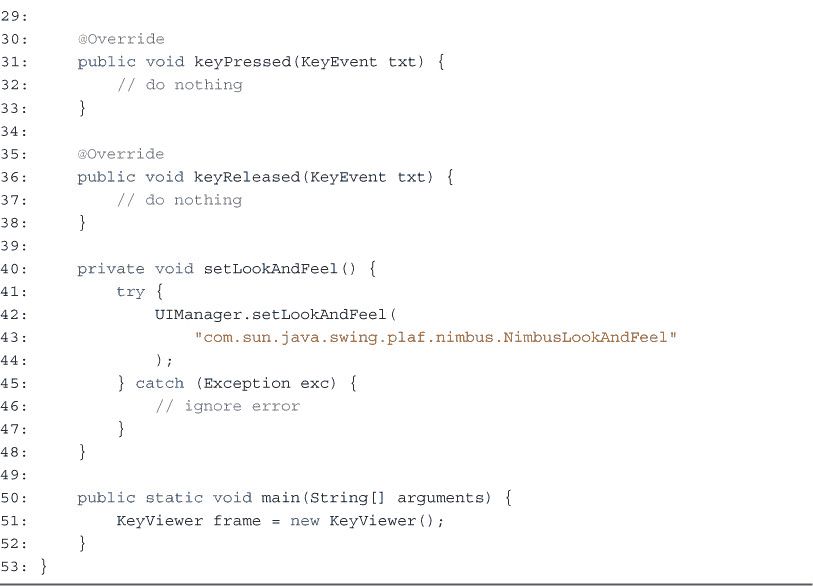 29:
30:     @Override
31:     public void keyPressed(KeyEvent txt) {
32:         // do nothing
33:     }
34:
35:     @Override
36:     public void keyReleased(KeyEvent txt) {
37:         // do nothing
38:     }
39:
40:     private void setLookAndFeel() {
41:         try {
42:             UIManager.setLookAndFeel(
43:                 "com.sun.java.swing.plaf.nimbus.NimbusLookAndFeel"
44:             );
45:         } catch (Exception exc) {
46:             // ignore error
47:         }
48:     }
49:
50:     public static void main(String[] arguments) {
51:         KeyViewer frame = new KeyViewer();
52:     }
53: }